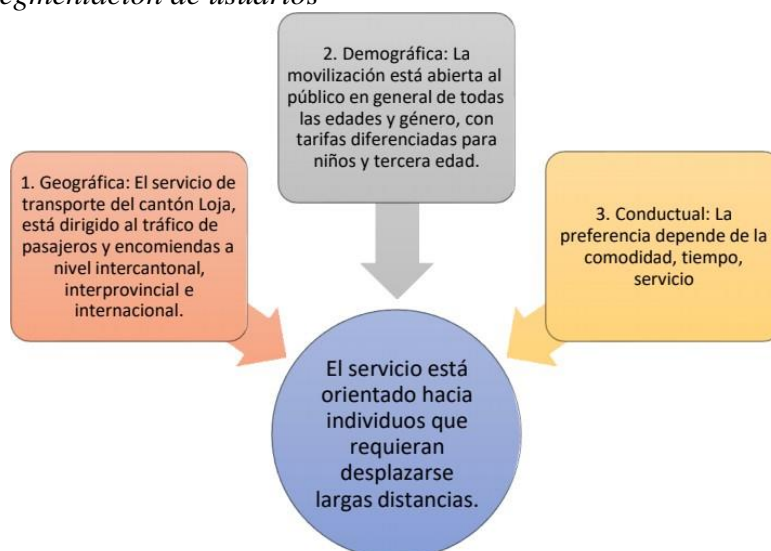 egmentación de usuarios
2. Demográfica: La
movilización está abierta al
público en general de todas
las edades y género, con
tarifas diferenciadas para
niños y tercera edad.
1. Geográfica: El servicio de
transporte del cantón Loja,
está dirigido al tráfico de
pasajeros y encomiendas a
nivel intercantonal,
interprovincial e
internacional.
3. Conductual: La
preferencia depende de la
comodidad, tiempo,
servicio
El servicio está
orientado hacia
individuos que
requieran
desplazarse
largas distancias.